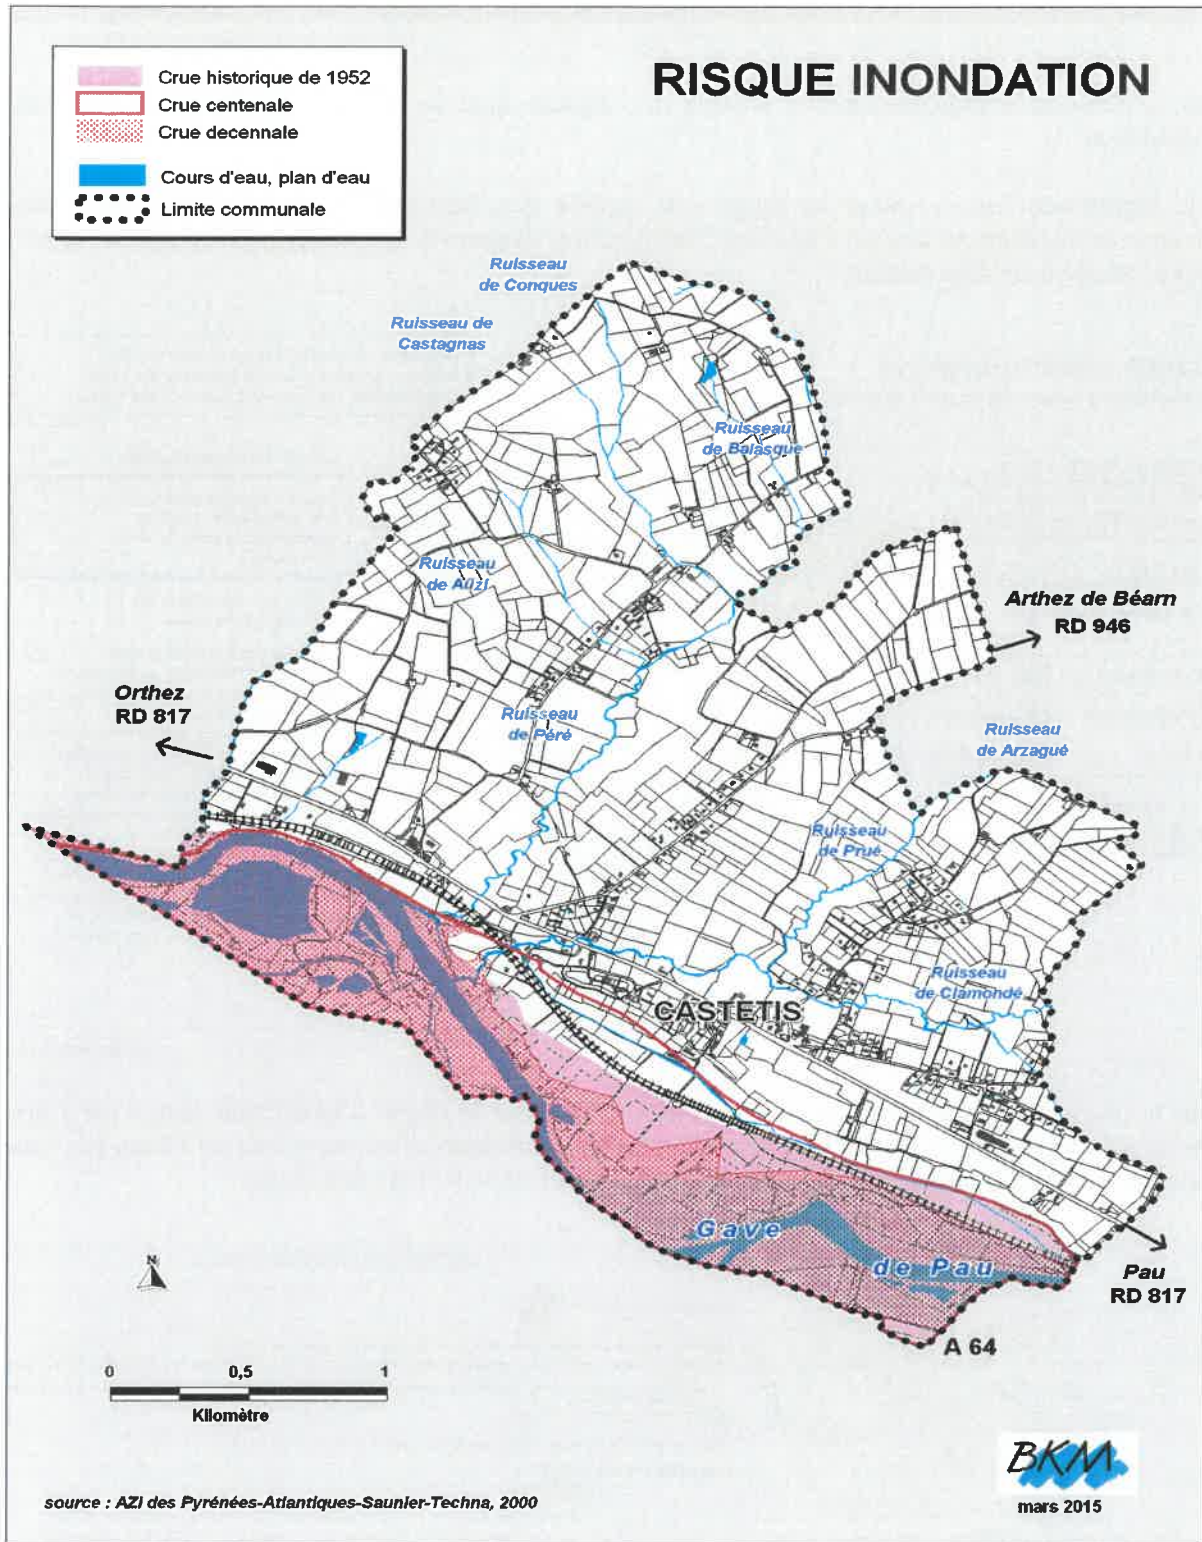 RISQUE INONDATION
Crue historique de 1952
Crue centenale
Crue decennale
Cours d'eau, plan d'eau
Limite communale
Ruisseau
de Conques
Ruisseau de
Castagnas
Ruisseau
de Balasque
Ruisseau
de Aüzi
Arthez de Béarn
RD 946
Orthez
RD 817
Ruisseau
de Péré
Ruisseau
de Arzagué
Ruisseau
de Prué
Ruisseau
de Clamondé
CASTETIS
Gave
de Pau
Pau
RD 817
A 64
N
0 0,5 1
Kilomètre
BKM
mars 2015
source : AZI des Pyrénées-Atlantiques-Saunier-Techna, 2000